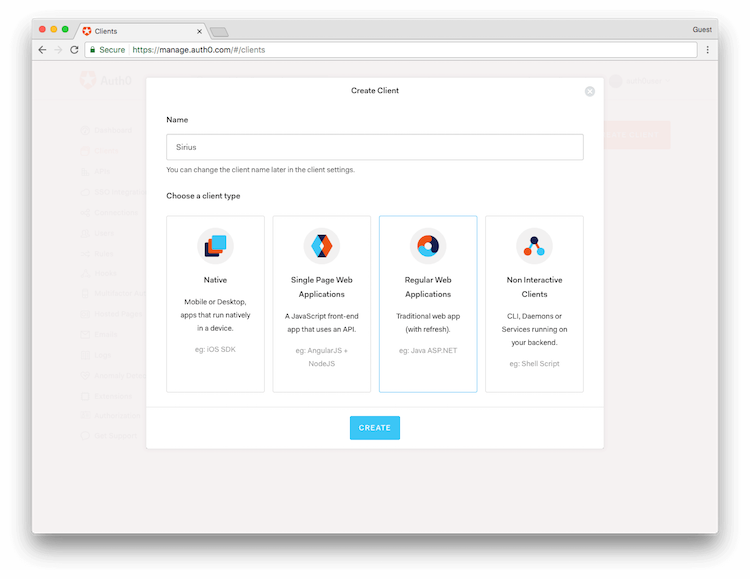 Clients
Guest
Secure
https://manage.auth0.com/#/clients
Auth0
Create Client
Name
Sirius
You can change the client name later in the client settings.
Choose a client type
Native
Mobile or Desktop,
apps that run natively
in a device.
eg: iOS SDK
Single Page Web
Applications
A JavaScript front-end
app that uses an API.
eg: AngularJS +
NodeJS
Regular Web
Applications
Traditional web app
(with refresh).
eg: Java ASP.NET
Non Interactive
Clients
CLI, Daemons or
Services running on
your backend.
eg: Shell Script
CREATE